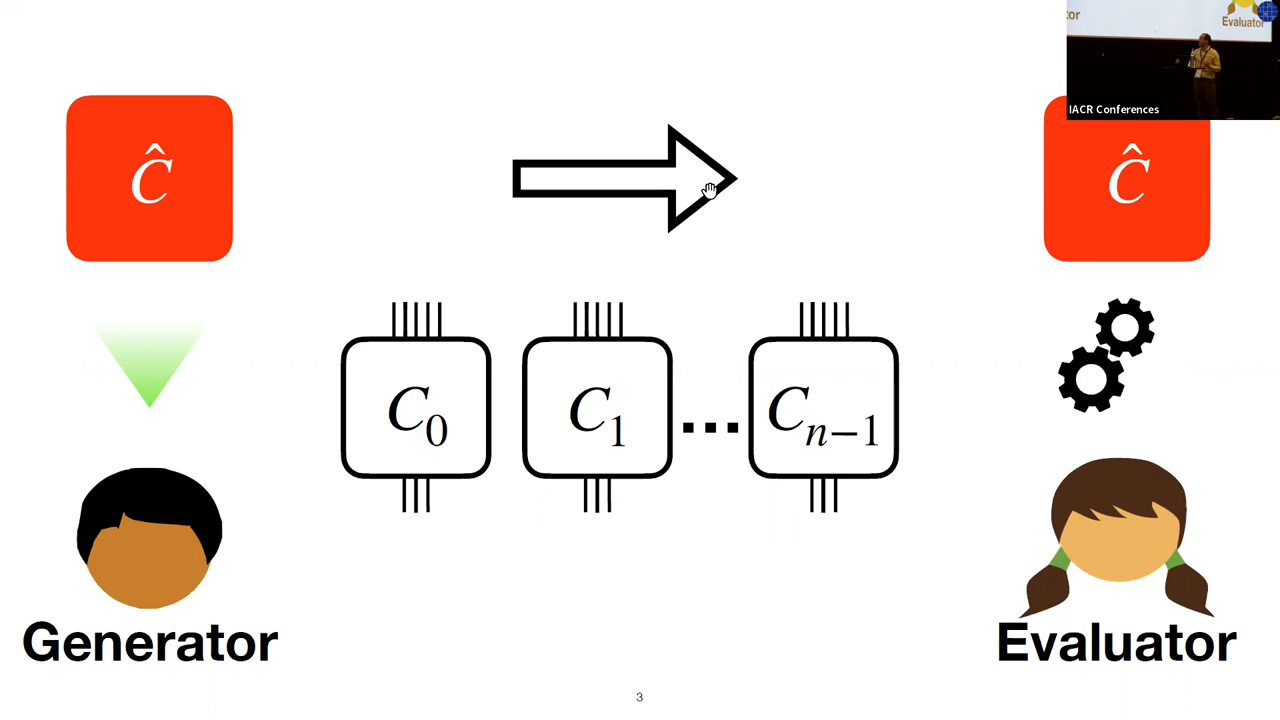 tor
Evaluator
IACR Conferences
Ĉ
Ĉ
C₀
C₁
...
Cₙ₋₁
Generator
Evaluator
3